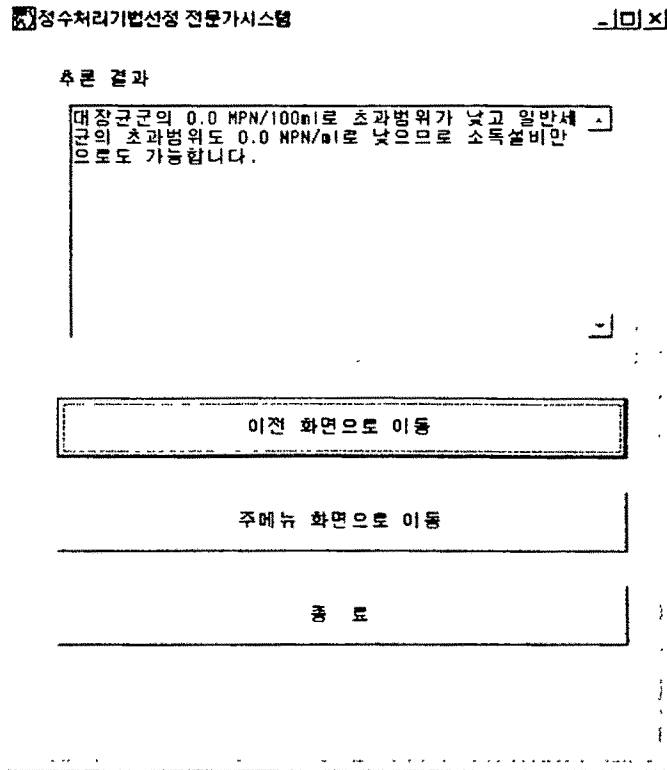 정수처리기법선정 전문가시스템
추론 결과
대장균군의 0.0 MPN/100ml로 초과범위가 낮고 일반세
균의 초과범위도 0.0 MPN/ml로 낮으므로 소독설비만
으로도 가능합니다.
이전 화면으로 이동
주메뉴 화면으로 이동
종 료